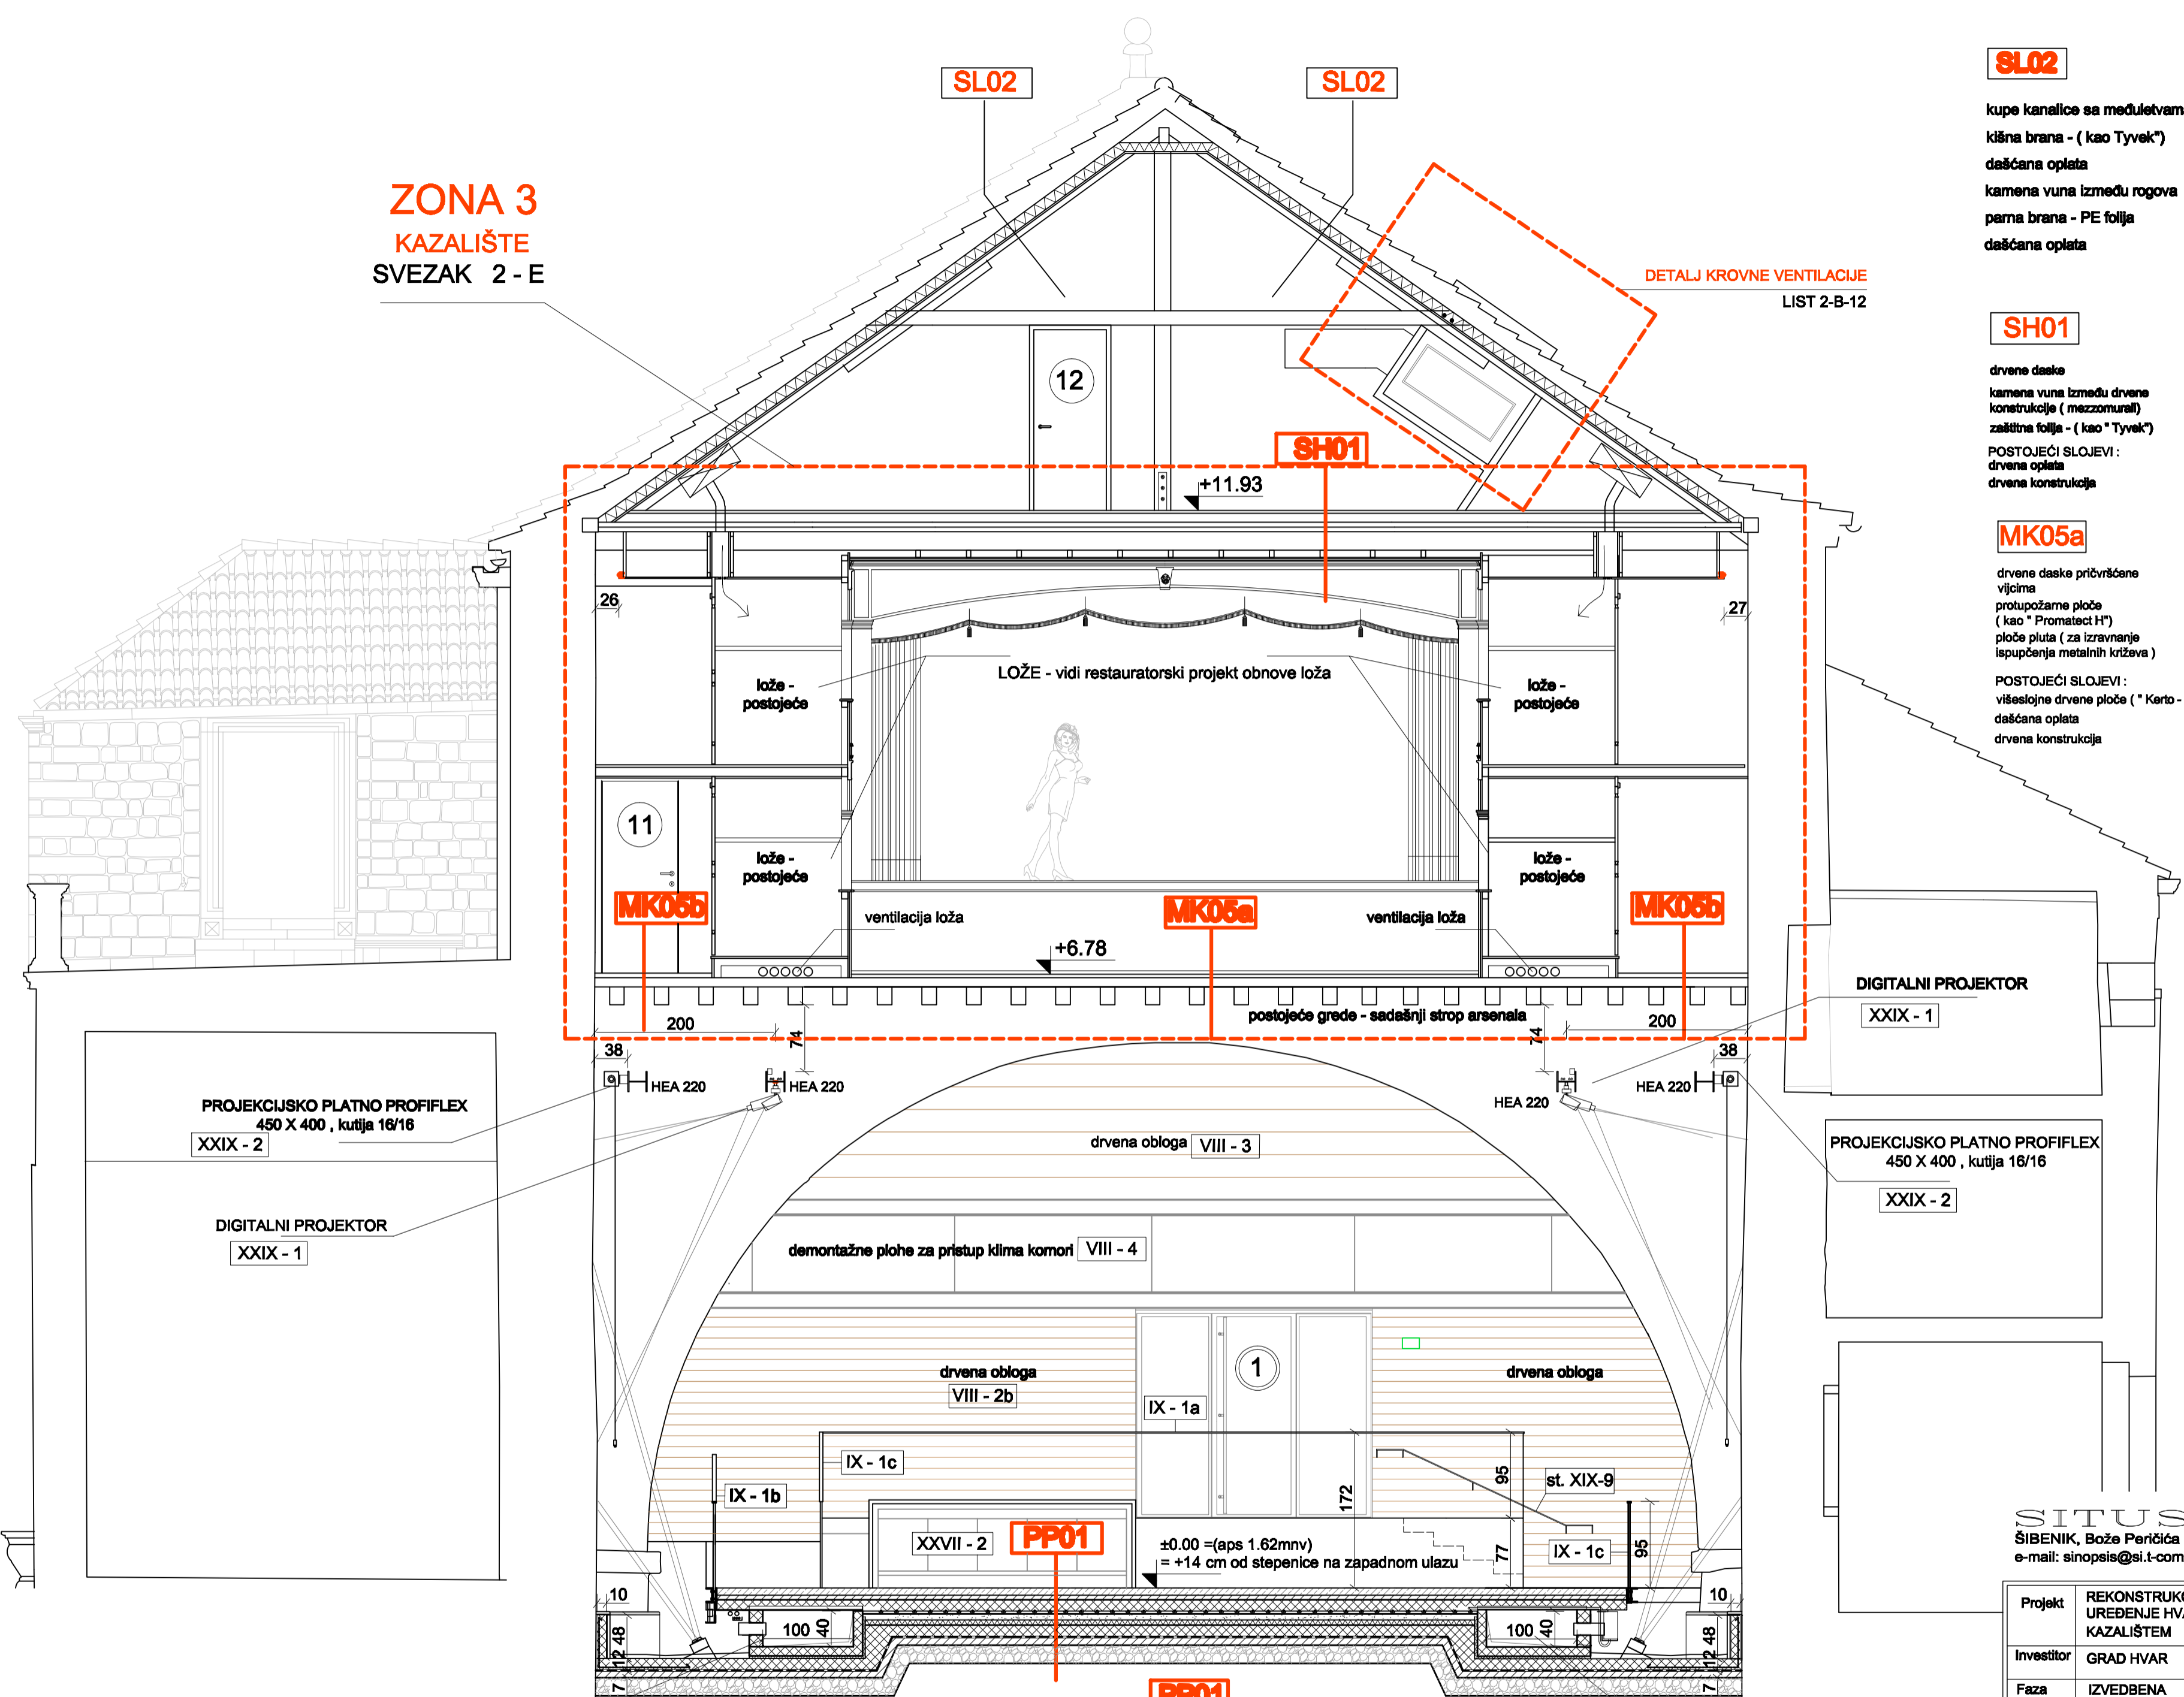 SL02
SL02
ZONA 3
KAZALIŠTE
SVEZAK 2 - E
DETALJ KROVNE VENTILACIJE
LIST 2-B-12
12
SH01
+11.93
26
27
LOŽE - vidi restauratorski projekt obnove loža
lože -
postojeće
lože -
postojeće
11
lože -
postojeće
lože -
postojeće
MK05b
MK05a
MK05b
ventilacija loža
ventilacija loža
+6.78
postojeće grede - sadašnji strop arsenala
200
200
74
74
38
38
HEA 220
HEA 220
HEA 220
HEA 220
DIGITALNI PROJEKTOR
XXIX - 1
PROJEKCIJSKO PLATNO PROFIFLEX
450 X 400 , kutija 16/16
XXIX - 2
DIGITALNI PROJEKTOR
XXIX - 1
PROJEKCIJSKO PLATNO PROFIFLEX
450 X 400 , kutija 16/16
XXIX - 2
drvena obloga VIII - 3
demontažne plohe za pristup klima komori VIII - 4
drvena obloga
VIII - 2b
1
drvena obloga
IX - 1a
IX - 1c
IX - 1b
st. XIX-9
IX - 1c
95
172
77
95
XXVII - 2
PP01
±0.00 =(aps 1.62mnv)
= +14 cm od stepenice na zapadnom ulazu
10
10
100
40
100
40
48
12
7
48
12
7
PP01
SL02
kupe kanalice sa međuletvam
kišna brana - ( kao Tyvek")
dašćana oplata
kamena vuna između rogova
parna brana - PE folija
dašćana oplata
SH01
drvene daske
kamena vuna između drvene
konstrukcije ( mezzomurali)
zaštitna folija - ( kao " Tyvek")
POSTOJEĆI SLOJEVI :
drvena oplata
drvena konstrukcija
MK05a
drvene daske pričvršćene
vijcima
protupožarne ploče
( kao " Promatect H")
ploče pluta ( za izravnanje
ispupčenja metalnih križeva )
POSTOJEĆI SLOJEVI :
višeslojne drvene ploče ( " Kerto -
dašćana oplata
drvena konstrukcija
SITUS
ŠIBENIK, Bože Peričića
e-mail: sinopsis@si.t-com
Projekt REKONSTRUK
UREĐENJE HV
KAZALIŠTEM
Investitor GRAD HVAR
Faza IZVEDBENA